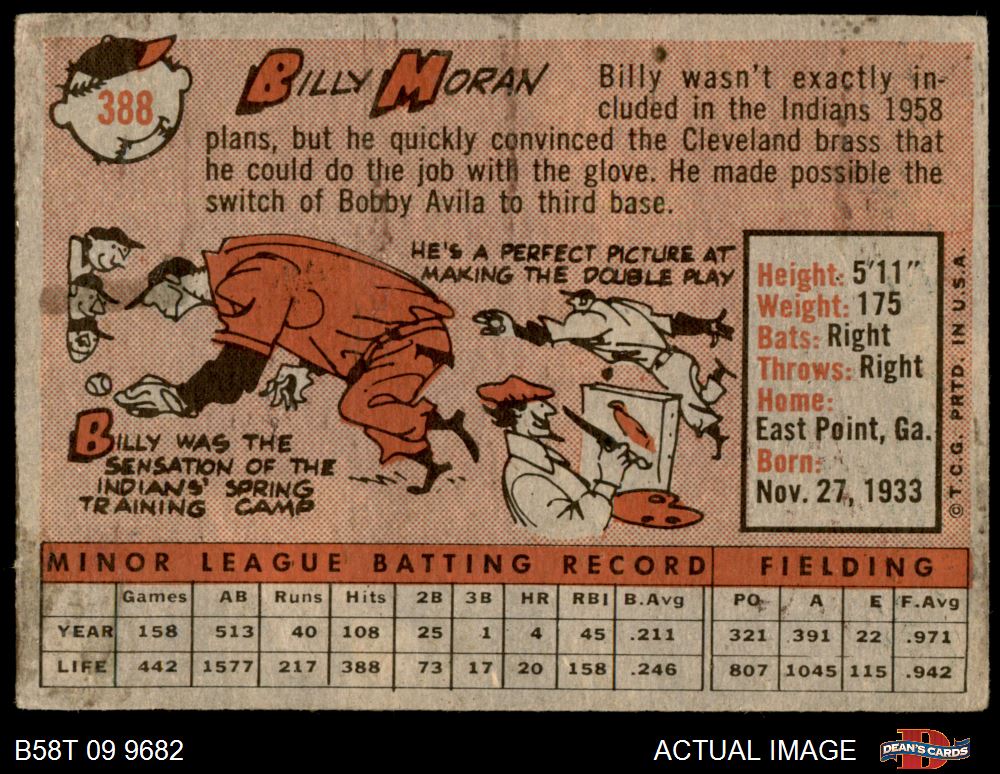 388
BILLY MORAN
Billy wasn't exactly in-
cluded in the Indians 1958
plans, but he quickly convinced the Cleveland brass that
he could do the job with the glove. He made possible the
switch of Bobby Avila to third base.
HE'S A PERFECT PICTURE AT
MAKING THE DOUBLE PLAY
BILLY WAS THE
SENSATION OF THE
INDIANS' SPRING
TRAINING CAMP
Height: 5'11"
Weight: 175
Bats: Right
Throws: Right
Home:
East Point, Ga.
Born:
Nov. 27, 1933
© T.C.G. PRTD. IN U.S.A.
MINOR LEAGUE BATTING RECORD FIELDING
Games AB Runs Hits 2B 3B HR RBI B.Avg PO A E F.Avg
YEAR 158 513 40 108 25 1 4 45 .211 321 391 22 .971
LIFE 442 1577 217 388 73 17 20 158 .246 807 1045 115 .942
B58T 09 9682 ACTUAL IMAGE DEAN'S CARDS